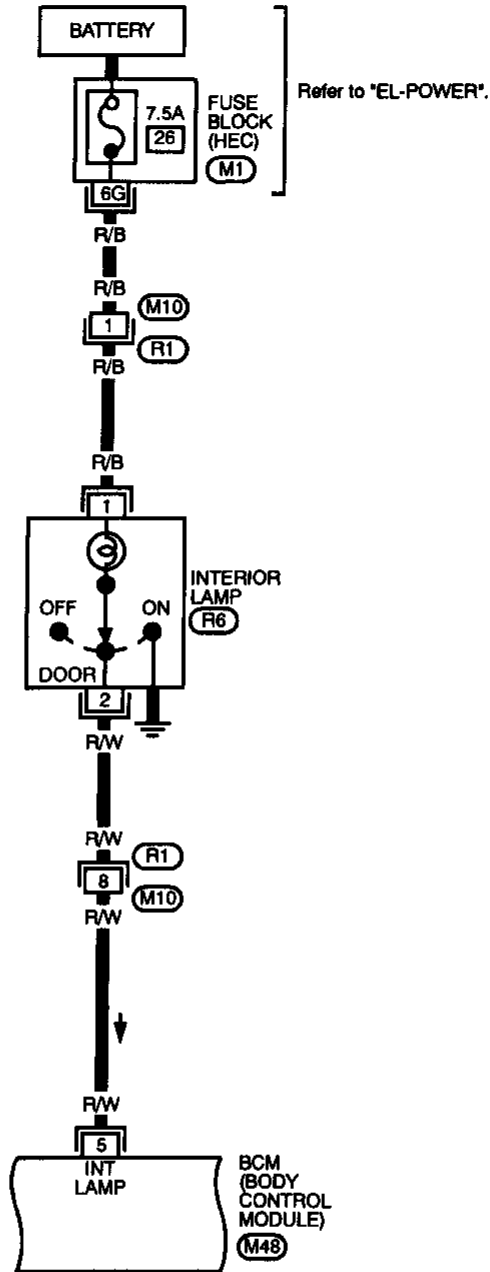 BATTERY
Refer to "EL-POWER".
7.5A
26
FUSE
BLOCK
(HEC)
M1
6G
R/B
R/B
M10
1
R1
R/B
R/B
1
INTERIOR
LAMP
R6
OFF
ON
DOOR
2
R/W
R/W
R1
8
M10
R/W
R/W
5
INT
LAMP
BCM
(BODY
CONTROL
MODULE)
M48